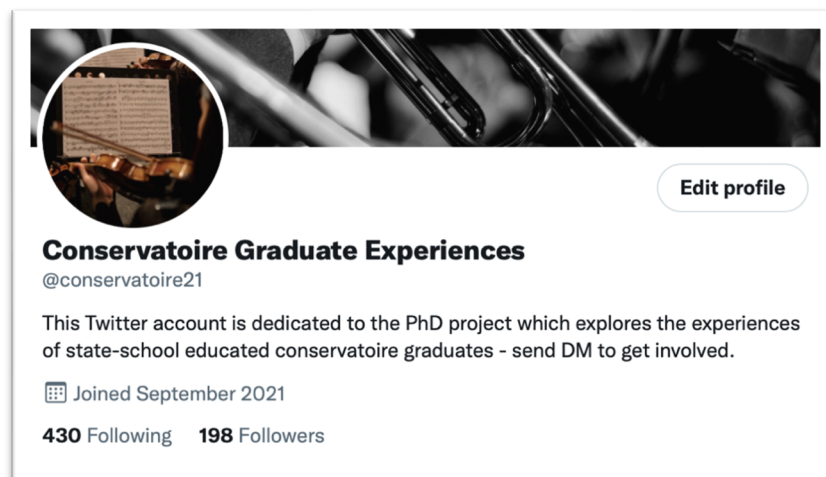 Edit profile
Conservatoire Graduate Experiences
@conservatoire21
This Twitter account is dedicated to the PhD project which explores the experiences
of state-school educated conservatoire graduates - send DM to get involved.
Joined September 2021
430 Following 198 Followers